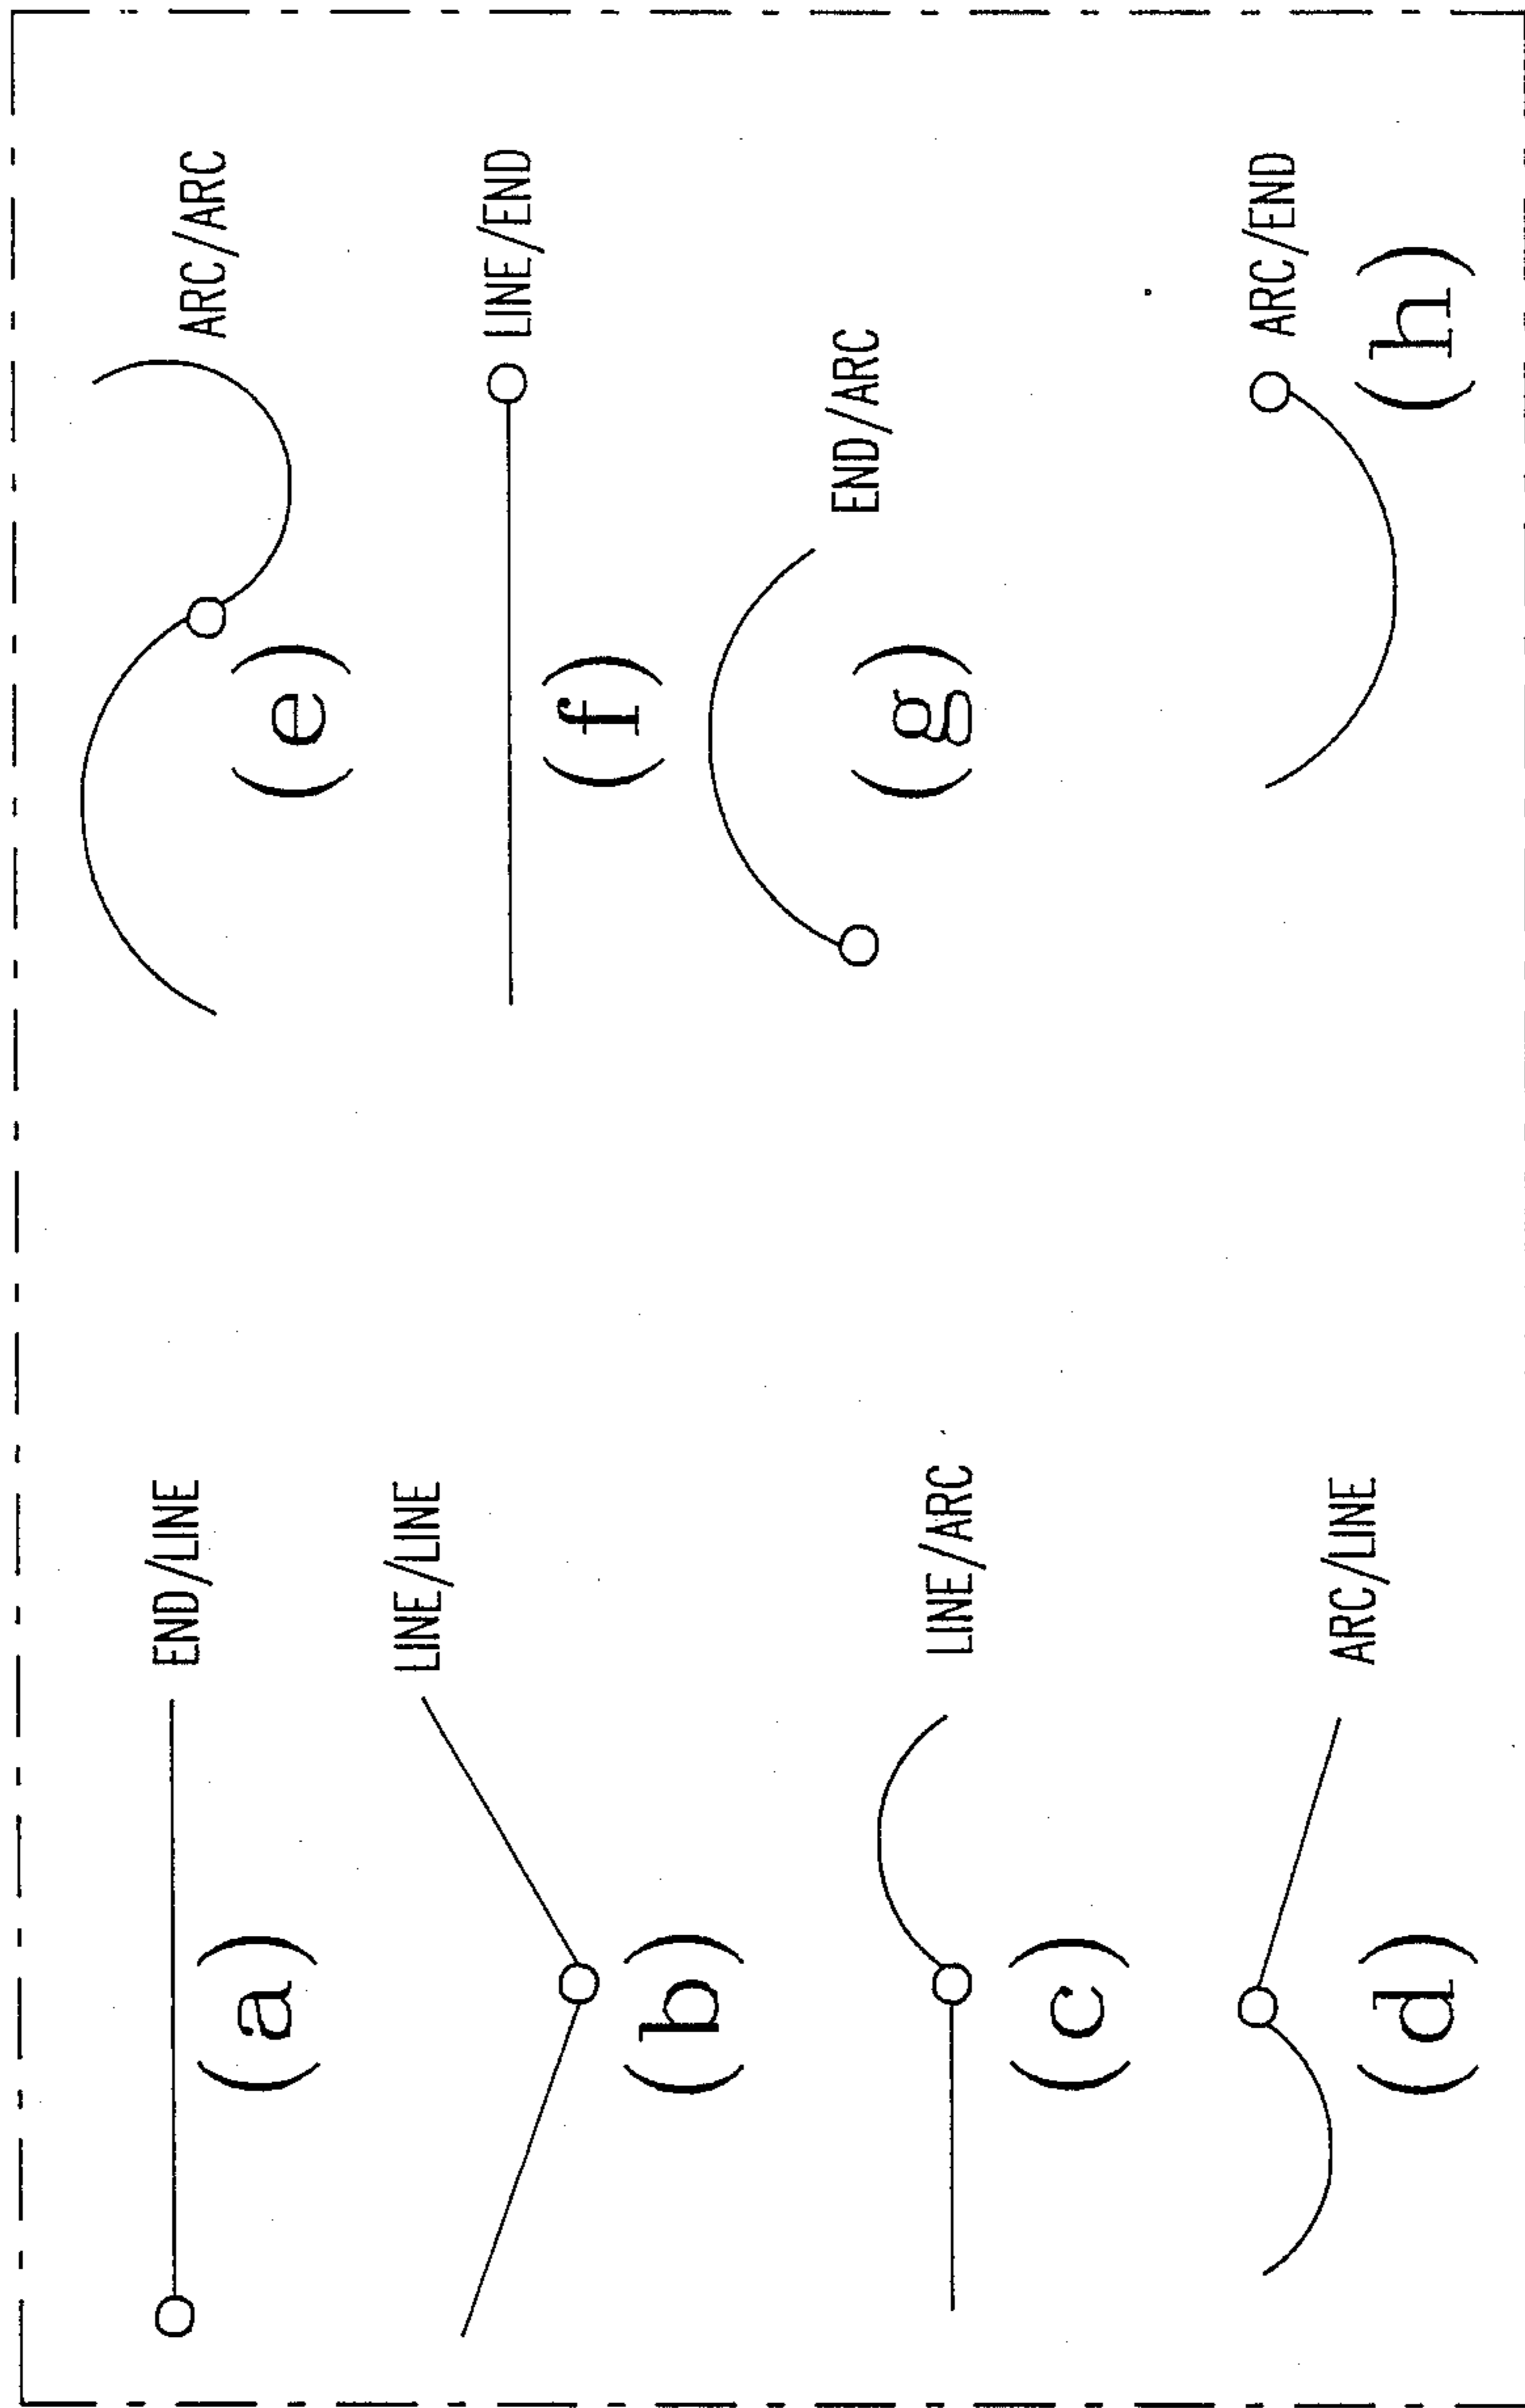 END/LINE
(a)
LINE/LINE
(b)
LINE/ARC
(c)
ARC/LINE
(d)
ARC/ARC
(e)
LINE/END
(f)
END/ARC
(g)
ARC/END
(h)